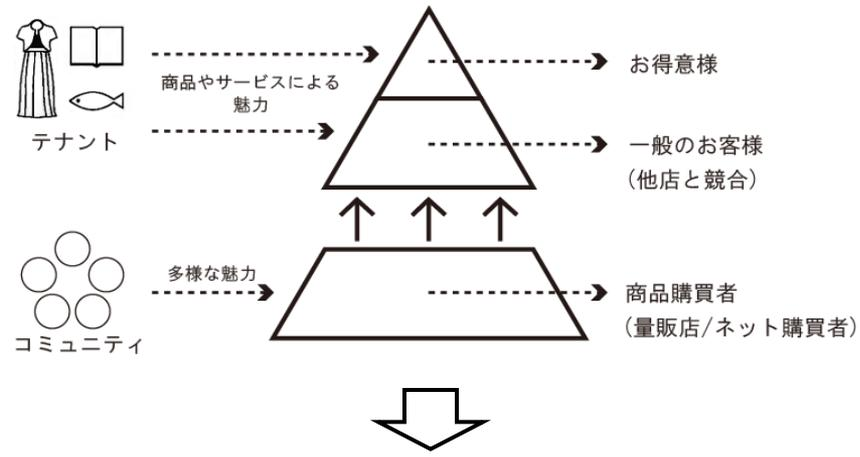 お得意様
商品やサービスによる
魅力
テナント
一般のお客様
(他店と競合)
多様な魅力
商品購買者
(量販店/ネット購買者)
コミュニティ